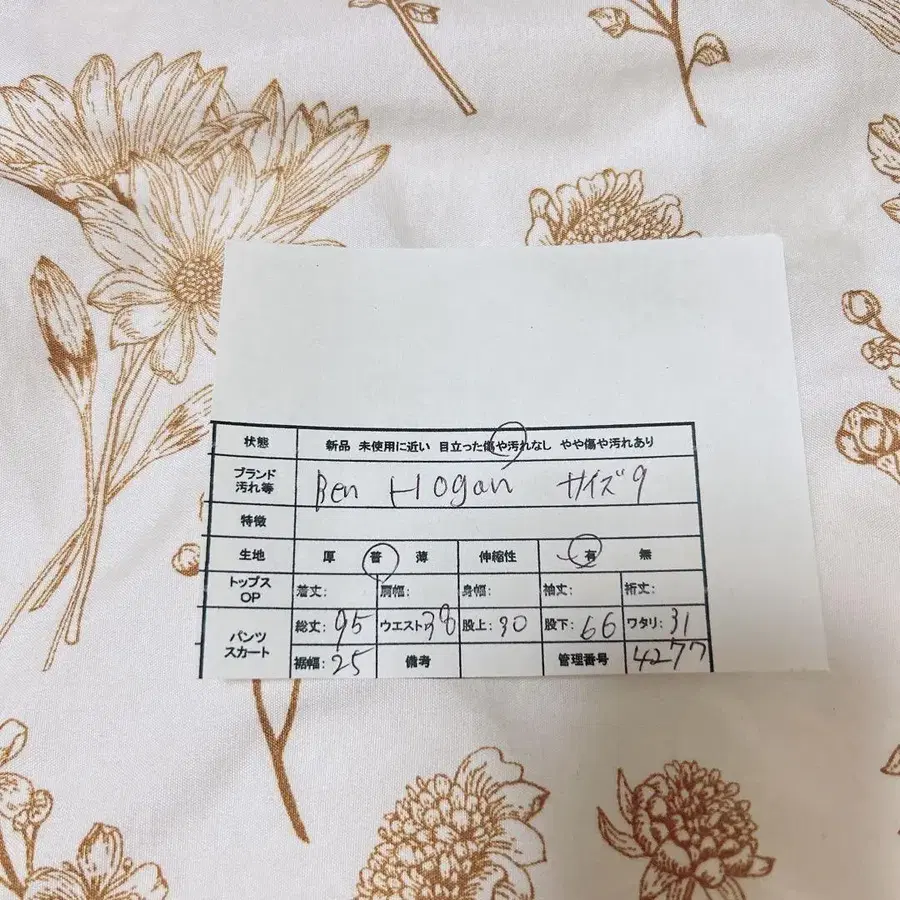 状態 新品 未使用に近い 目立った傷や汚れなし やや傷や汚れあり
ブランド
汚れ等 Ben Hogan サイズ9
特徴
生地 厚 普 薄 伸縮性 有 無
トップス
OP 着丈: 肩幅: 身幅: 袖丈: 裄丈:
パンツ
スカート 総丈: 95 ウエスト: 38 股上: 30 股下: 66 ワタリ: 31
裾幅: 25 備考 管理番号 4277